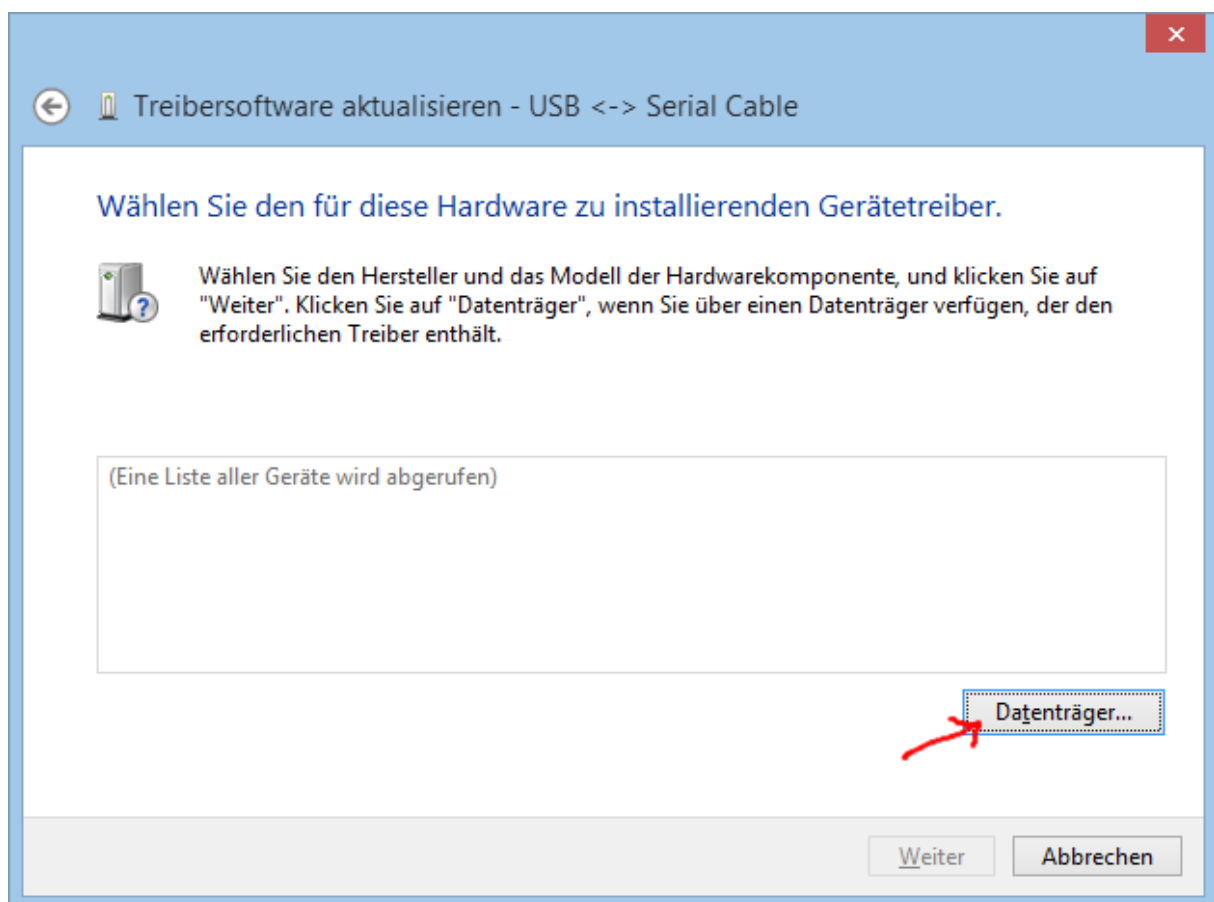 Treibersoftware aktualisieren - USB <-> Serial Cable
Wählen Sie den für diese Hardware zu installierenden Gerätetreiber.
Wählen Sie den Hersteller und das Modell der Hardwarekomponente, und klicken Sie auf
"Weiter". Klicken Sie auf "Datenträger", wenn Sie über einen Datenträger verfügen, der den
erforderlichen Treiber enthält.
(Eine Liste aller Geräte wird abgerufen)
Datenträger...
Weiter
Abbrechen